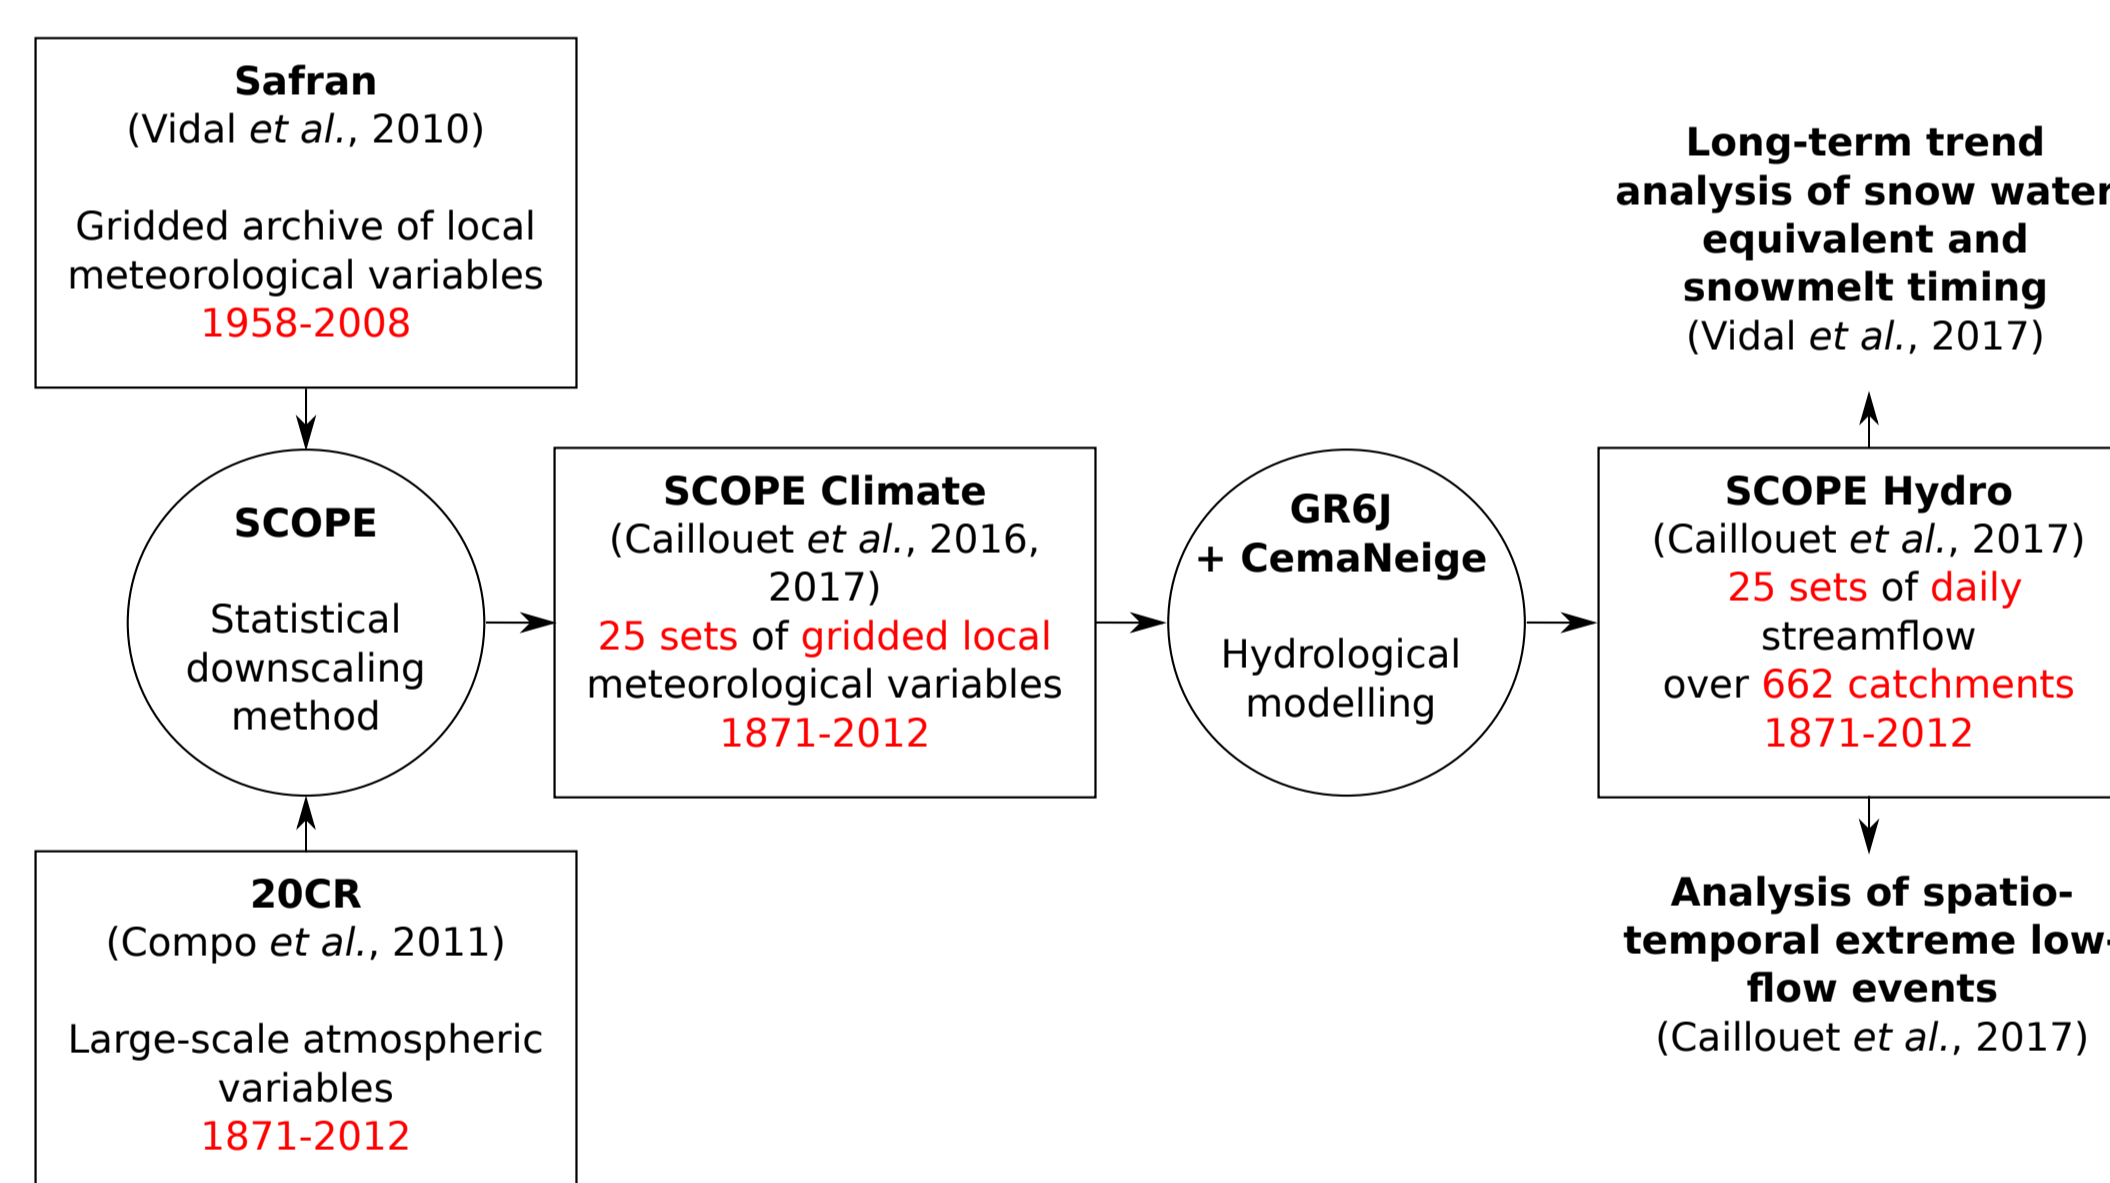 Safran
(Vidal et al., 2010)
Gridded archive of local
meteorological variables
1958-2008
SCOPE
Statistical
downscaling
method
20CR
(Compo et al., 2011)
Large-scale atmospheric
variables
1871-2012
SCOPE Climate
(Caillouet et al., 2016,
2017)
25 sets of gridded local
meteorological variables
1871-2012
GR6J
+ CemaNeige
Hydrological
modelling
SCOPE Hydro
(Caillouet et al., 2017)
25 sets of daily
streamflow
over 662 catchments
1871-2012
Long-term trend
analysis of snow water
equivalent and
snowmelt timing
(Vidal et al., 2017)
Analysis of spatio-
temporal extreme low-
flow events
(Caillouet et al., 2017)